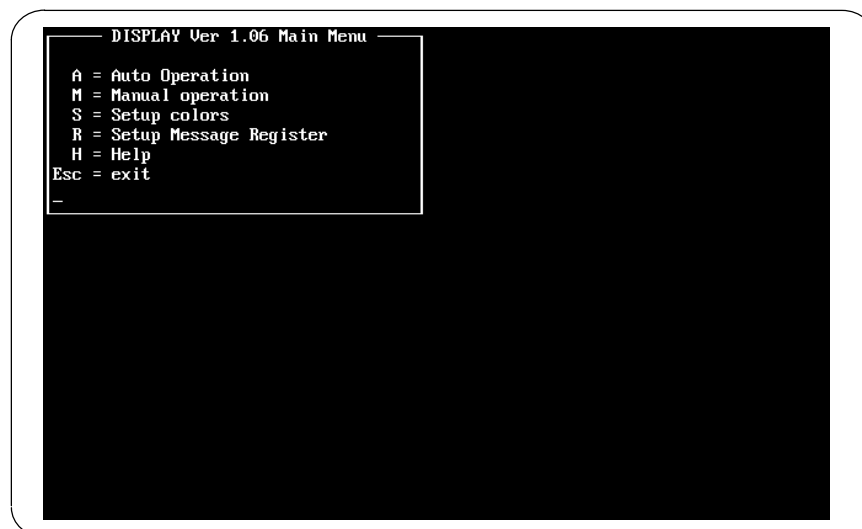 DISPLAY Ver 1.06 Main Menu
A = Auto Operation
M = Manual operation
S = Setup colors
R = Setup Message Register
H = Help
Esc = exit
_